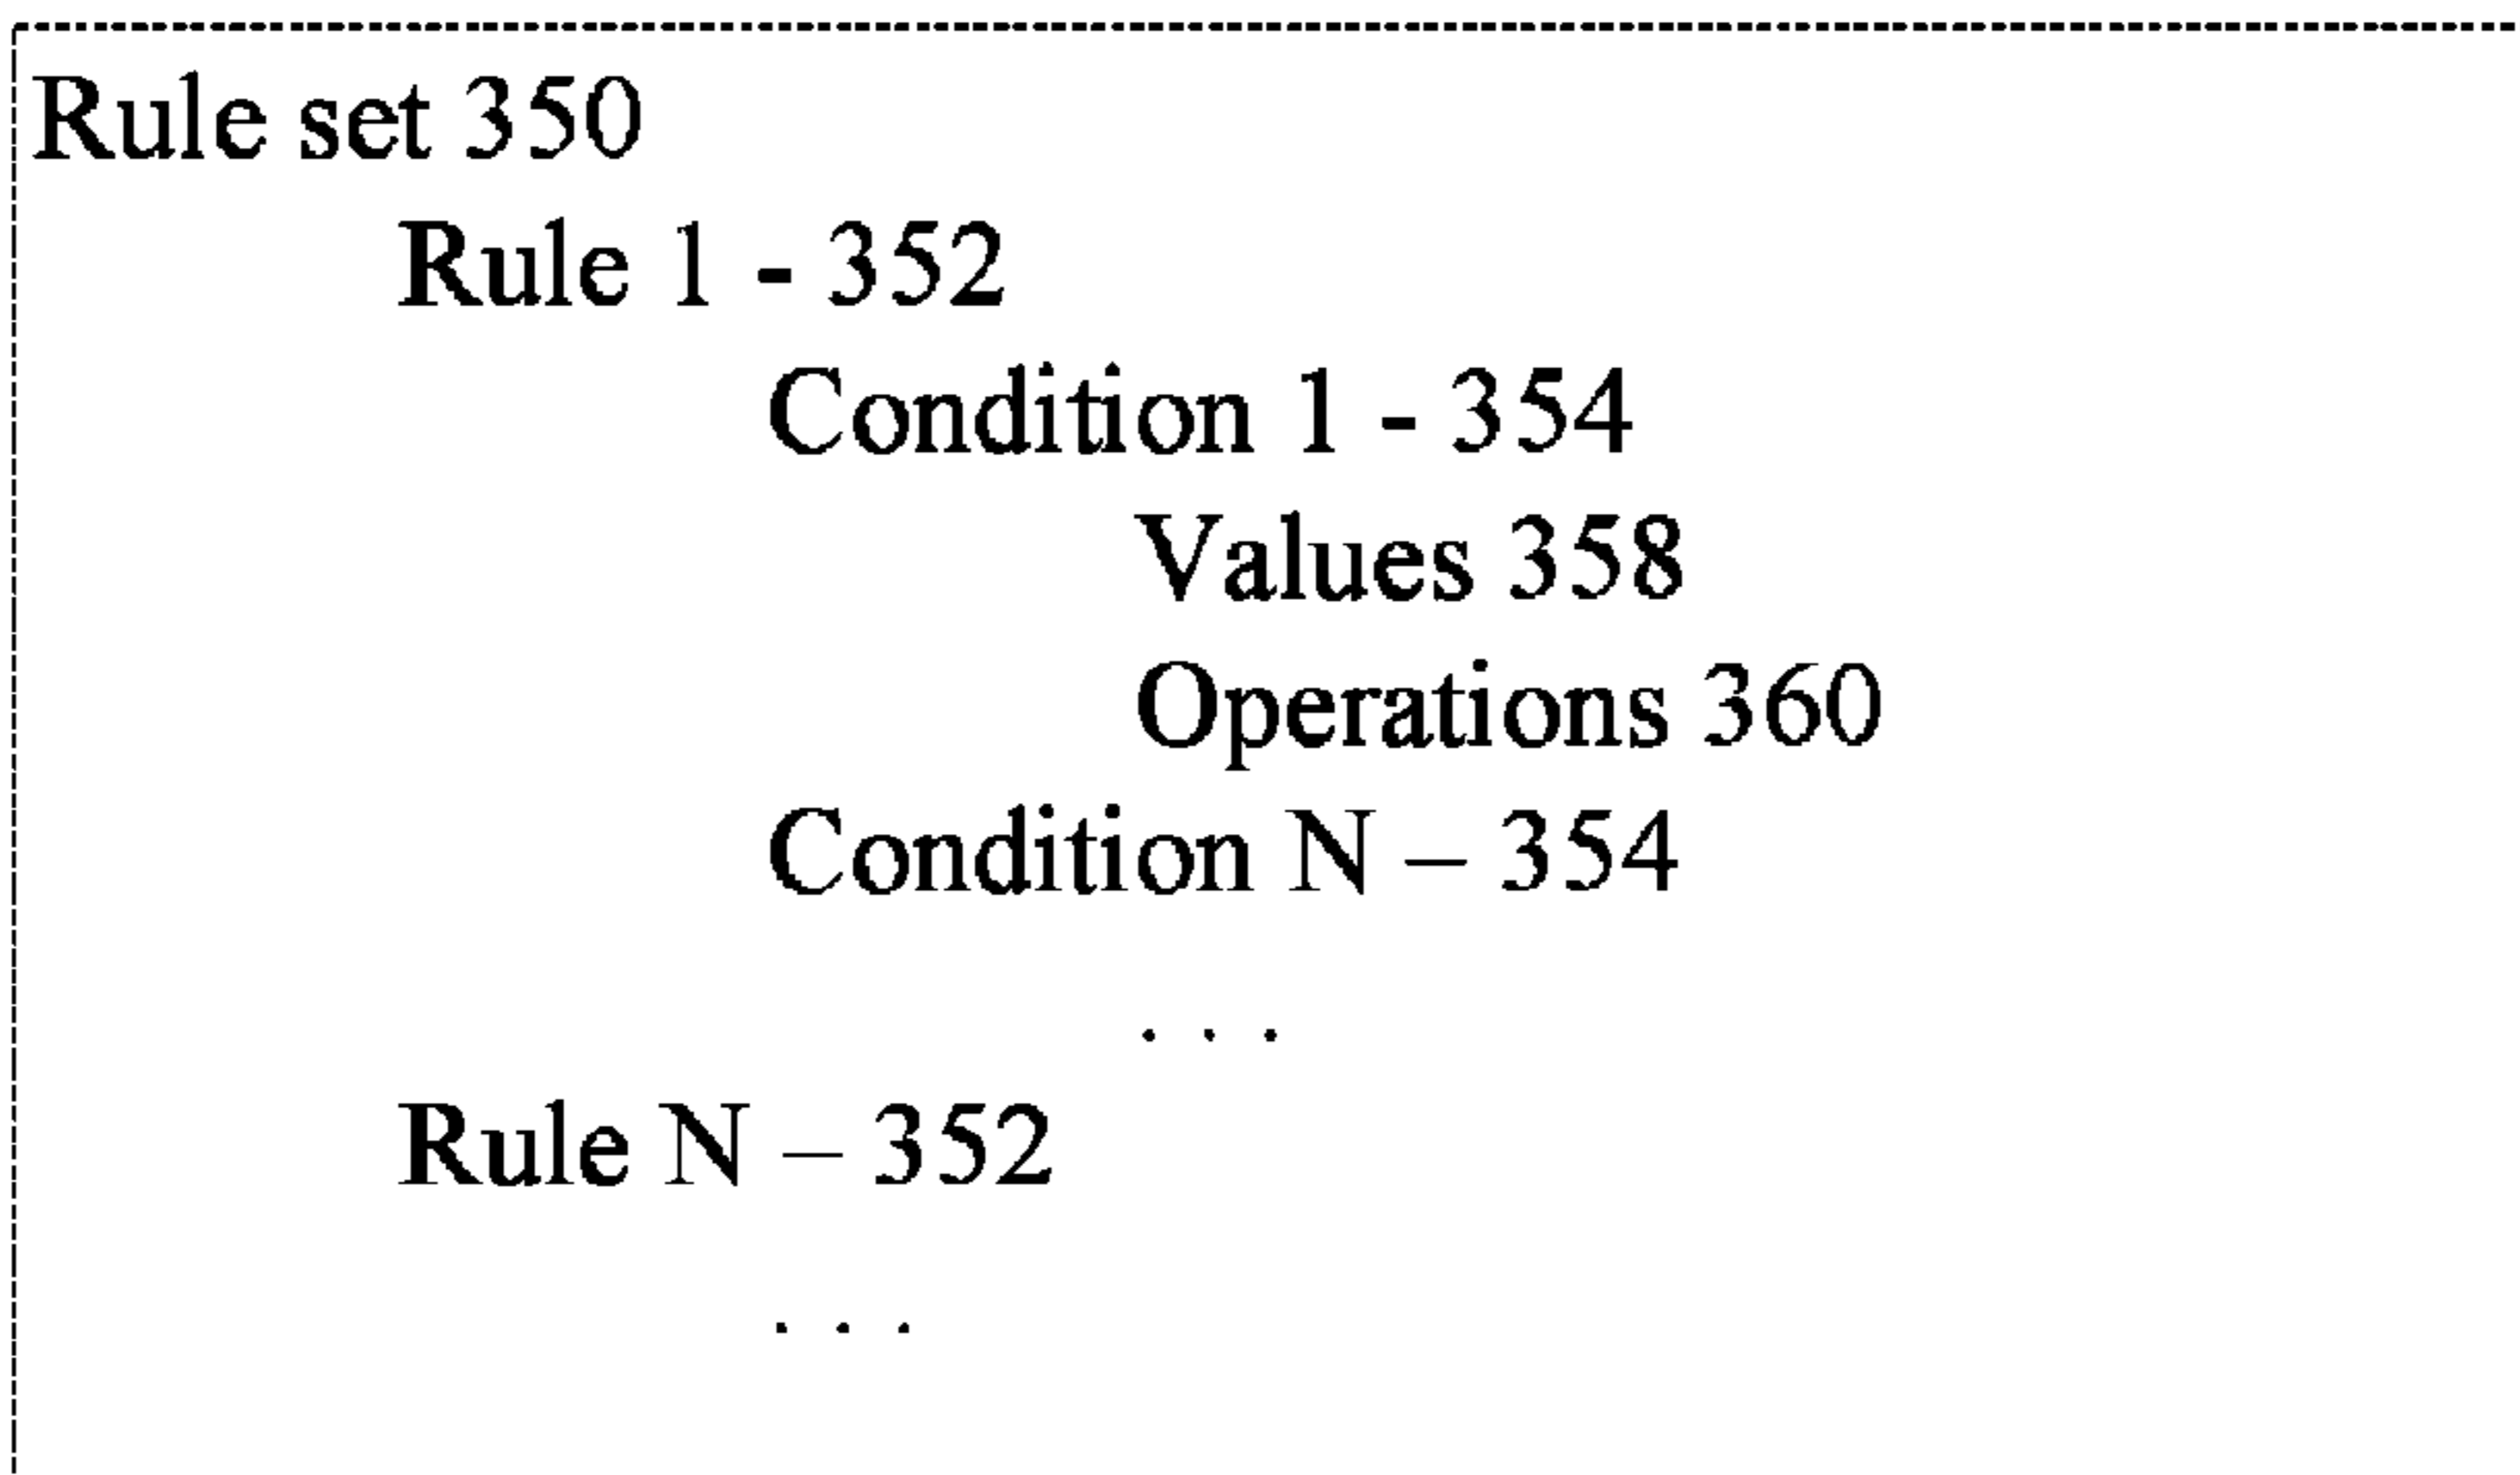 Rule set 350
Rule 1 - 352
Condition 1 - 354
Values 358
Operations 360
Condition N – 354
. . .
Rule N – 352
. . .